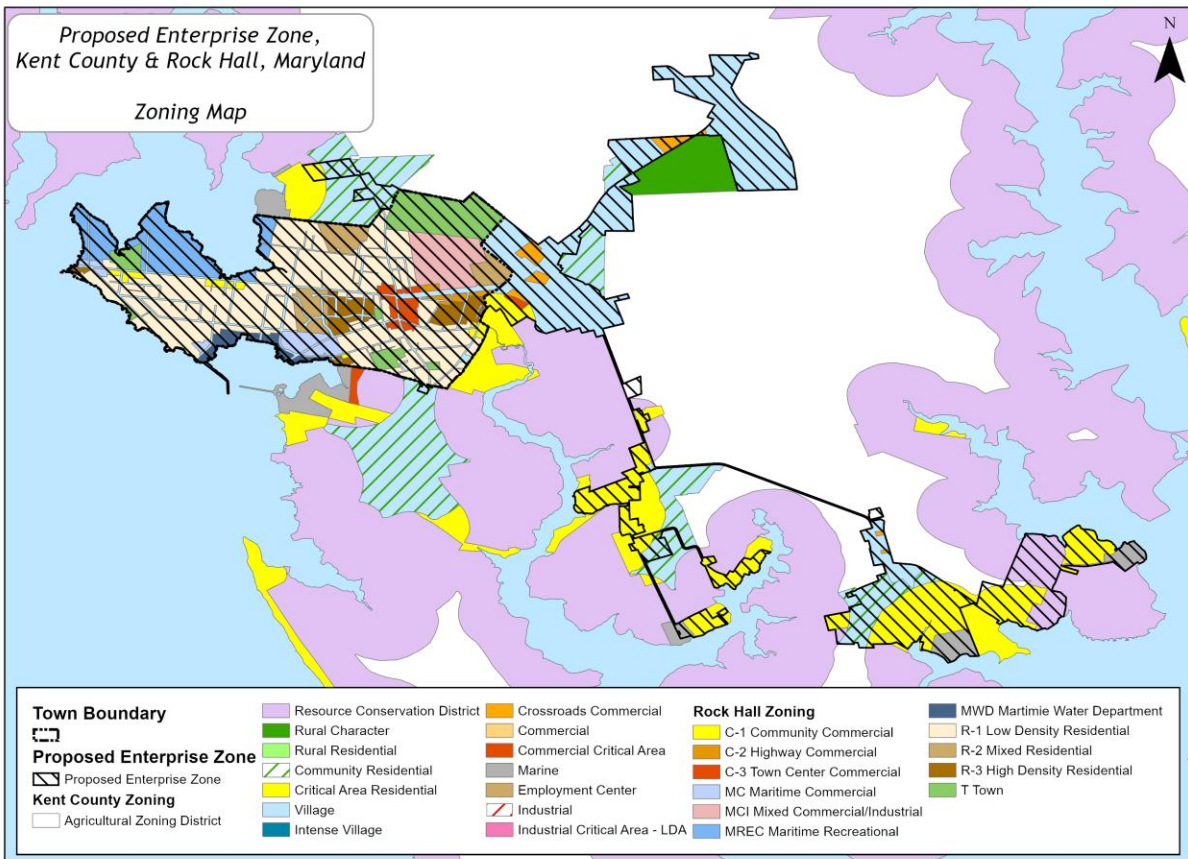 Proposed Enterprise Zone,
Kent County & Rock Hall, Maryland
Zoning Map
N
Town Boundary
Proposed Enterprise Zone
Proposed Enterprise Zone
Kent County Zoning
Agricultural Zoning District
Resource Conservation District
Rural Character
Rural Residential
Community Residential
Critical Area Residential
Village
Intense Village
Crossroads Commercial
Commercial
Commercial Critical Area
Marine
Employment Center
Industrial
Industrial Critical Area - LDA
Rock Hall Zoning
C-1 Community Commercial
C-2 Highway Commercial
C-3 Town Center Commercial
MC Maritime Commercial
MCI Mixed Commercial/Industrial
MREC Maritime Recreational
MWD Martimie Water Department
R-1 Low Density Residential
R-2 Mixed Residential
R-3 High Density Residential
T Town